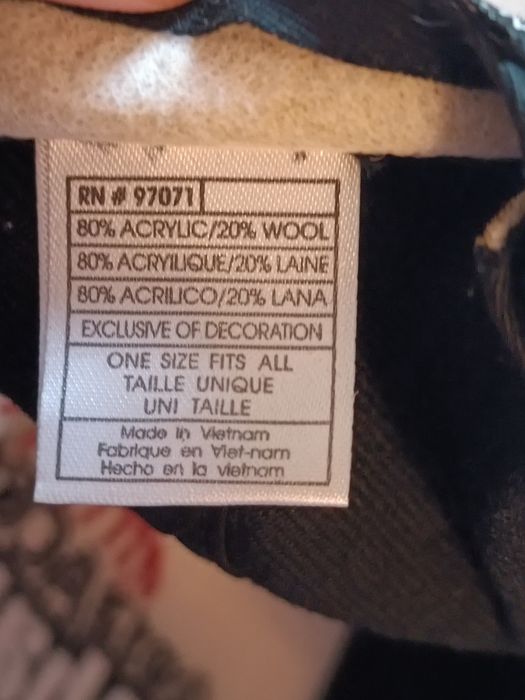 RN # 97071
80% ACRYLIC/20% WOOL
80% ACRYILIQUE/20% LAINE
80% ACRILICO/20% LANA
EXCLUSIVE OF DECORATION
ONE SIZE FITS ALL
TAILLE UNIQUE
UNI TAILLE
Made in Vietnam
Fabrique en Viet-nam
Hecho en la vietnam